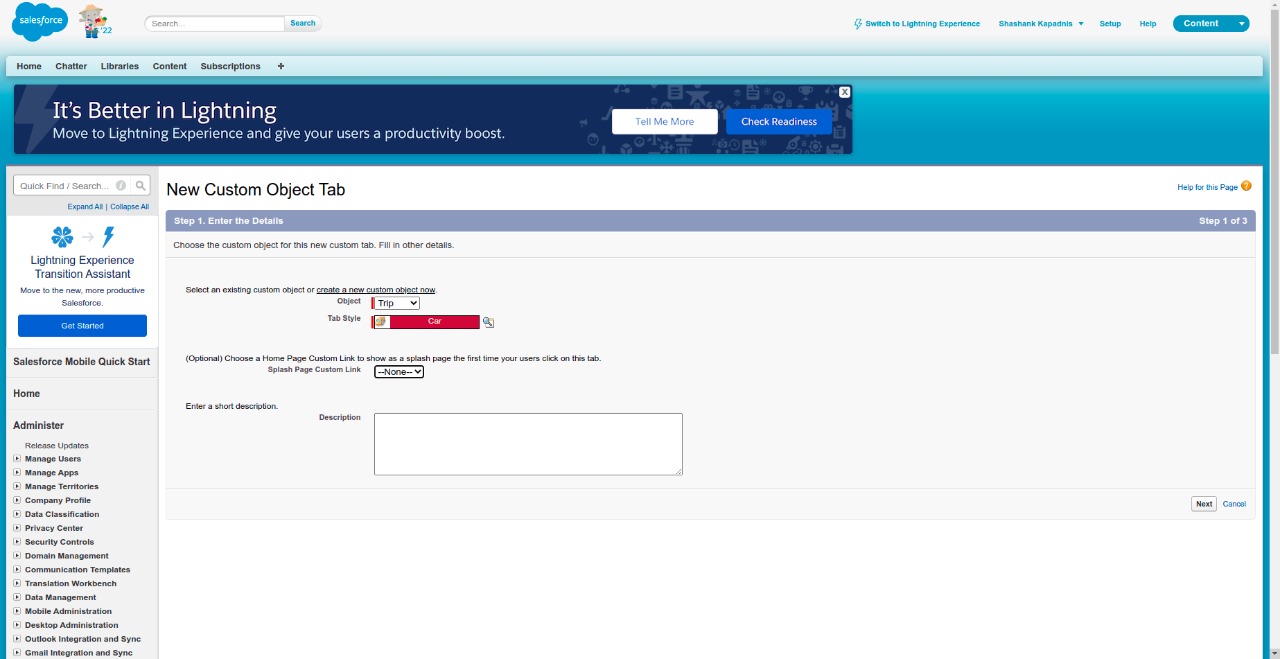 salesforce
'22
Search...
Search
Switch to Lightning Experience
Shashank Kapadnis
Setup
Help
Content
Home Chatter Libraries Content Subscriptions +
It's Better in Lightning
Move to Lightning Experience and give your users a productivity boost.
Tell Me More
Check Readiness
X
Quick Find / Search...
Expand All | Collapse All
Lightning Experience
Transition Assistant
Move to the new, more productive
Salesforce.
Get Started
Salesforce Mobile Quick Start
Home
Administer
Release Updates
Manage Users
Manage Apps
Manage Territories
Company Profile
Data Classification
Privacy Center
Security Controls
Domain Management
Communication Templates
Translation Workbench
Data Management
Mobile Administration
Desktop Administration
Outlook Integration and Sync
Gmail Integration and Sync
New Custom Object Tab
Help for this Page ?
Step 1. Enter the Details
Step 1 of 3
Choose the custom object for this new custom tab. Fill in other details.
Select an existing custom object or create a new custom object now.
Object
Trip
Tab Style
Car
(Optional) Choose a Home Page Custom Link to show as a splash page the first time your users click on this tab.
Splash Page Custom Link
--None--
Enter a short description.
Description
Next
Cancel